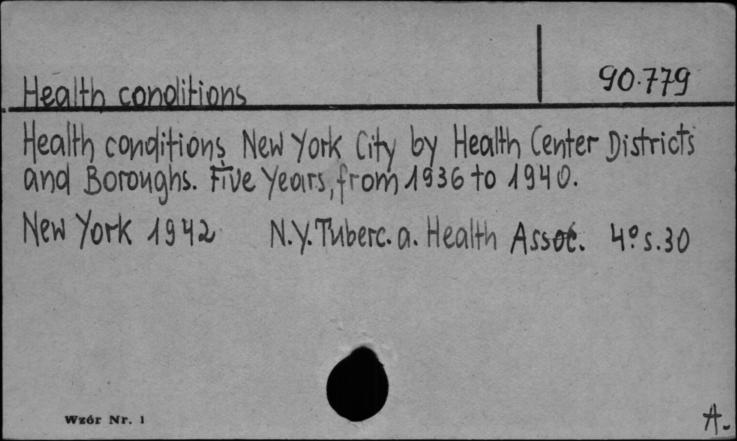 Health conditions
90.779
Health conditions New York City by Health Center Districts
and Boroughs. Five Years, from 1936 to 1940.
New York 1942 N.Y. Tuberc. a. Health Assoc. 4º s. 30
Wzór Nr. 1
A.